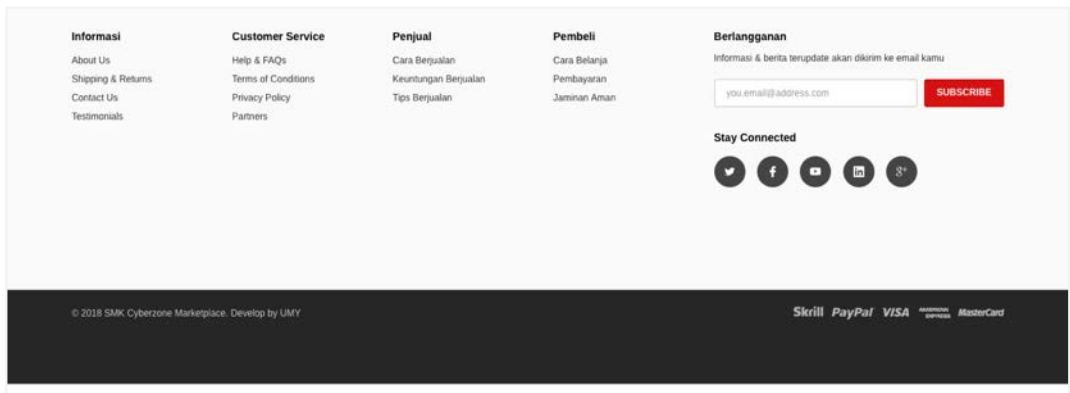 Informasi
About Us
Shipping & Returns
Contact Us
Testimonials
Customer Service
Help & FAQs
Terms of Conditions
Privacy Policy
Partners
Penjual
Cara Berjualan
Keuntungan Berjualan
Tips Berjualan
Pembeli
Cara Belanja
Pembayaran
Jaminan Aman
Berlangganan
Informasi & berita terupdate akan dikirim ke email kamu
you.email@address.com
SUBSCRIBE
Stay Connected
© 2018 SMK Cyberzone Marketplace. Develop by UMY
Skrill PayPal VISA AMERICAN EXPRESS MasterCard